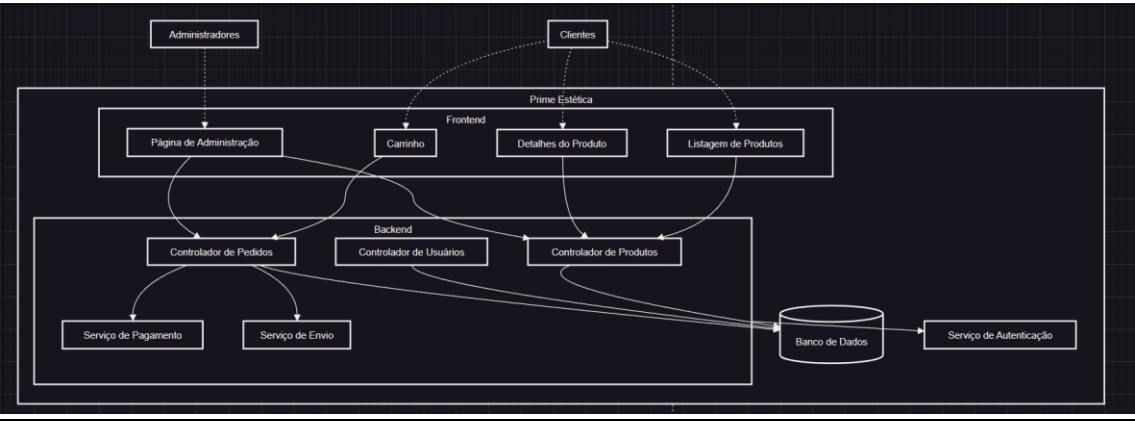 Administradores
Clientes
Prime Estética
Frontend
Página de Administração
Carrinho
Detalhes do Produto
Listagem de Produtos
Backend
Controlador de Pedidos
Controlador de Usuários
Controlador de Produtos
Serviço de Pagamento
Serviço de Envio
Banco de Dados
Serviço de Autenticação